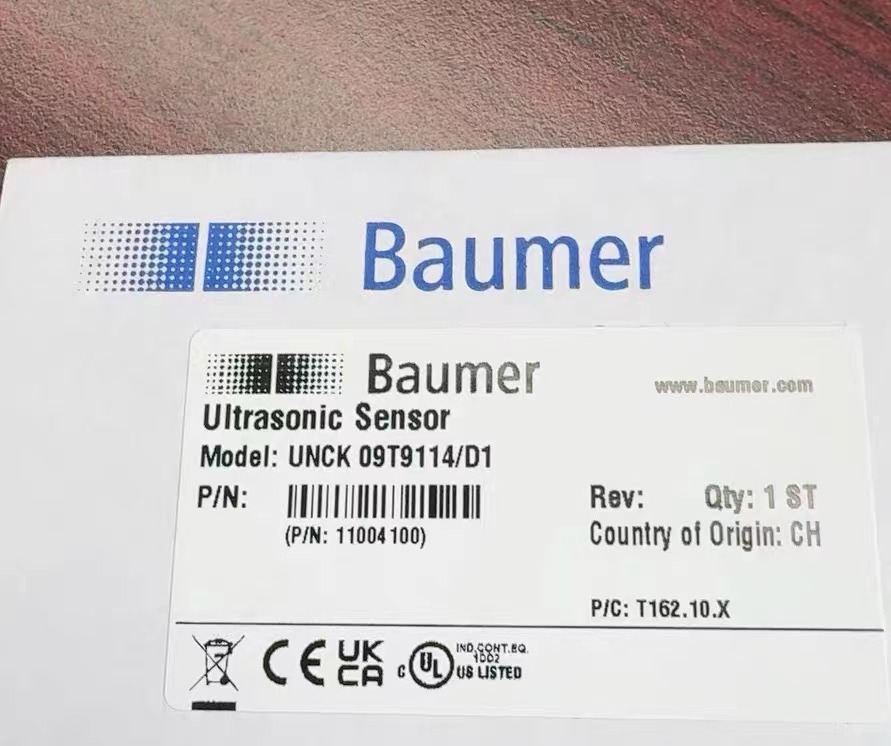 Baumer
Baumer
www.baumer.com
Ultrasonic Sensor
Model: UNCK 09T9114/D1
P/N:
(P/N: 11004100)
Rev: Qty: 1 ST
Country of Origin: CH
P/C: T162.10.X
CE UK CA C UL US LISTED
IND.CONT.EQ.
1002